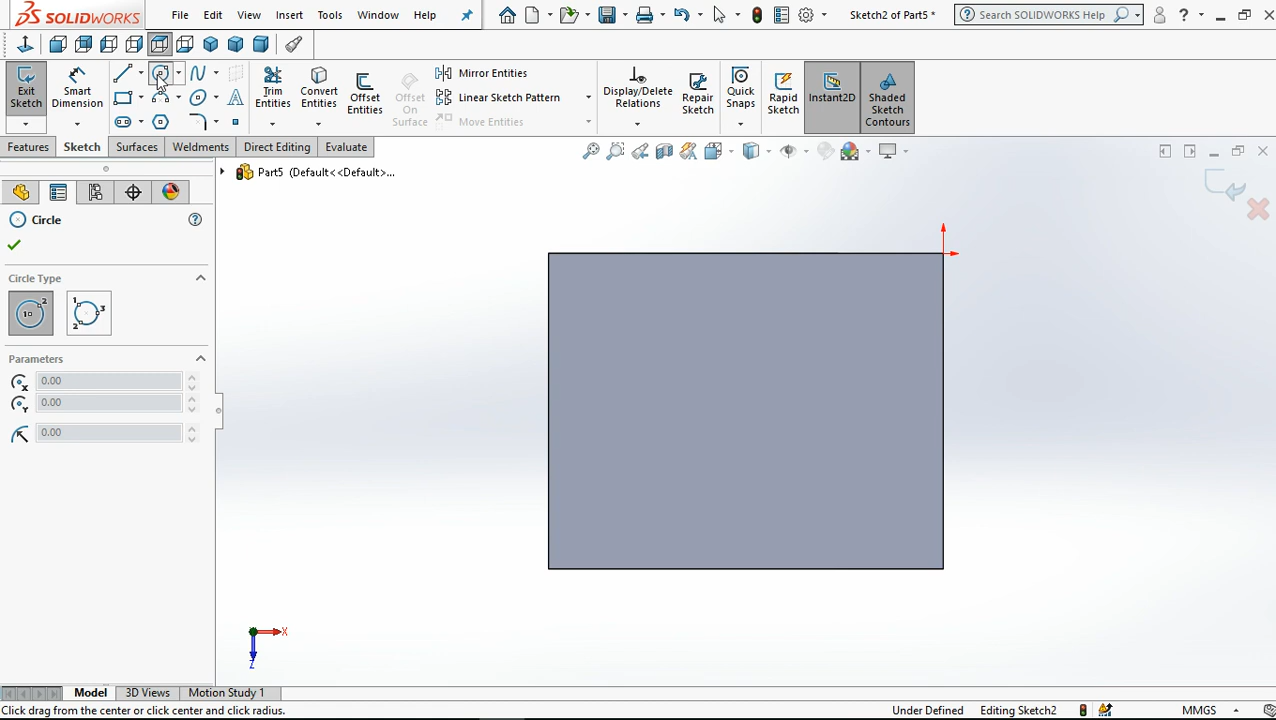 SOLIDWORKS File Edit View Insert Tools Window Help Sketch2 of Part5 * Search SOLIDWORKS Help ?
Exit Sketch
Smart Dimension
Trim Entities
Convert Entities
Offset Entities
Offset On Surface
Mirror Entities
Linear Sketch Pattern
Move Entities
Display/Delete Relations
Repair Sketch
Quick Snaps
Rapid Sketch
Instant2D
Shaded Sketch Contours
Features Sketch Surfaces Weldments Direct Editing Evaluate
Part5 (Default<<Default>...
Circle
Circle Type
Parameters
0.00
0.00
0.00
X
Z
Model 3D Views Motion Study 1
Click drag from the center or click center and click radius. Under Defined Editing Sketch2 MMGS